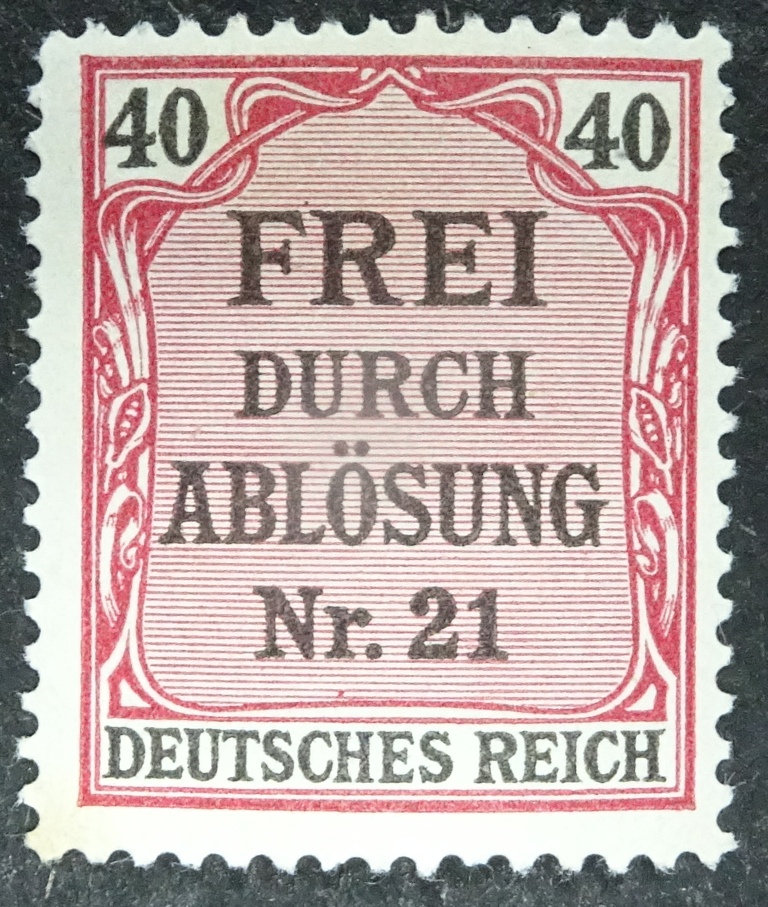 40 40
FREI
DURCH
ABLÖSUNG
Nr. 21
DEUTSCHES REICH